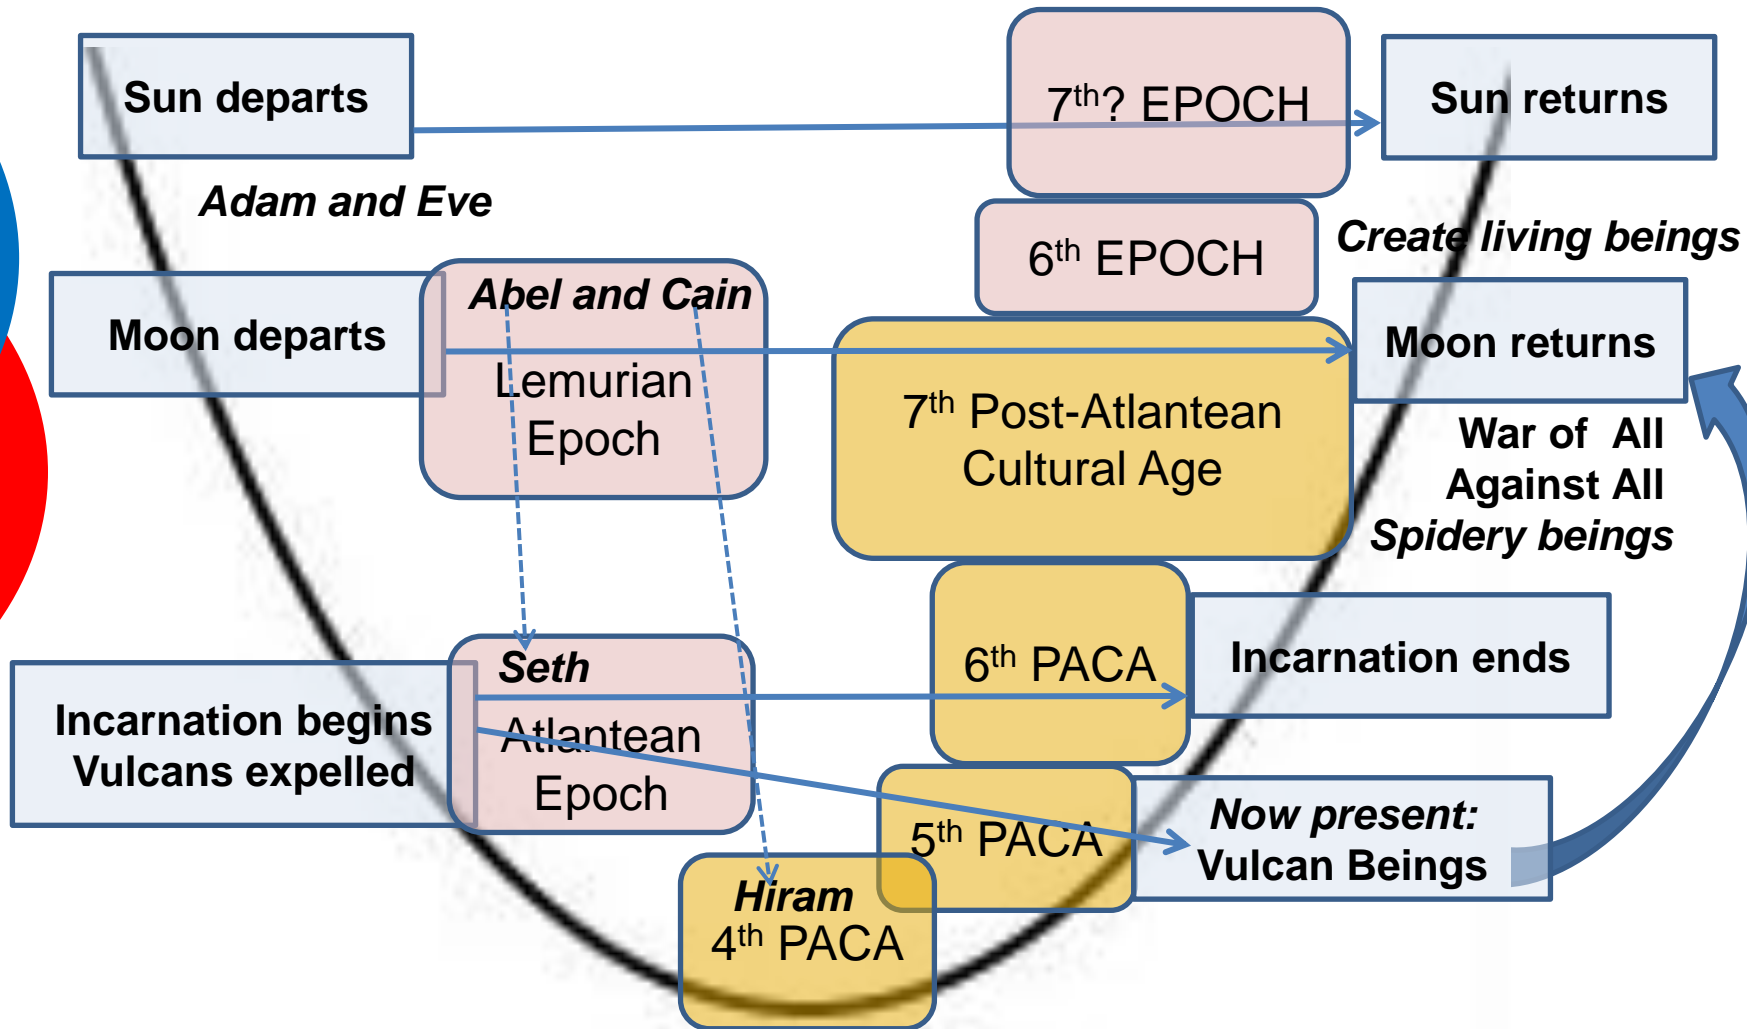 Sun departs
7th? EPOCH
Sun returns
Adam and Eve
6th EPOCH
Create living beings
Moon departs
Abel and Cain
Lemurian
Epoch
7th Post-Atlantean
Cultural Age
Moon returns
War of All
Against All
Spidery beings
Incarnation begins
Vulcans expelled
Seth
Atlantean
Epoch
6th PACA
Incarnation ends
5th PACA
Now present:
Vulcan Beings
Hiram
4th PACA